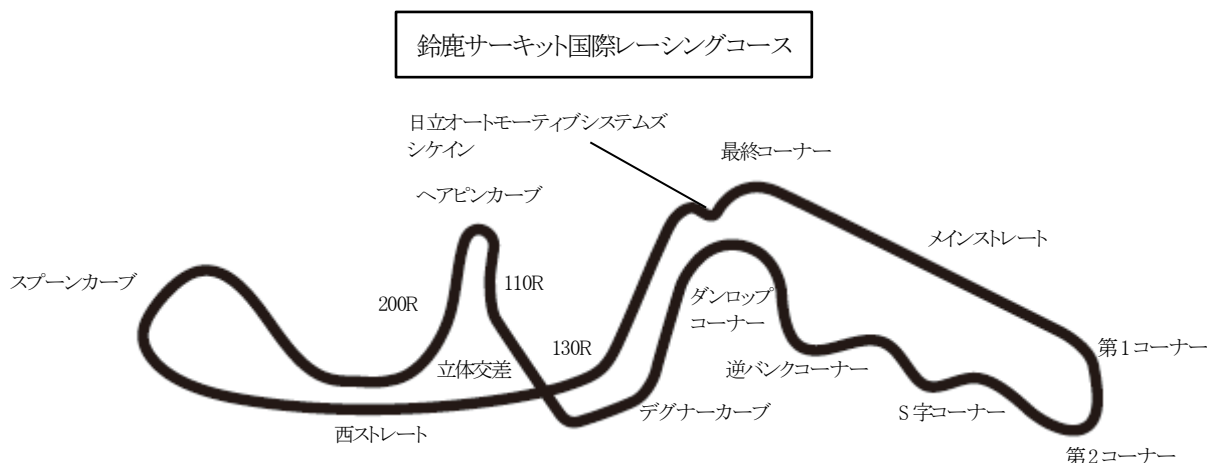 鈴鹿サーキット国際レーシングコース
日立オートモーティブシステムズ
シケイン
最終コーナー
ヘアピンカーブ
メインストレート
スプーンカーブ
110R
200R
ダンロップ
コーナー
130R
第1コーナー
立体交差
逆バンクコーナー
デグナーカーブ
S字コーナー
西ストレート
第2コーナー